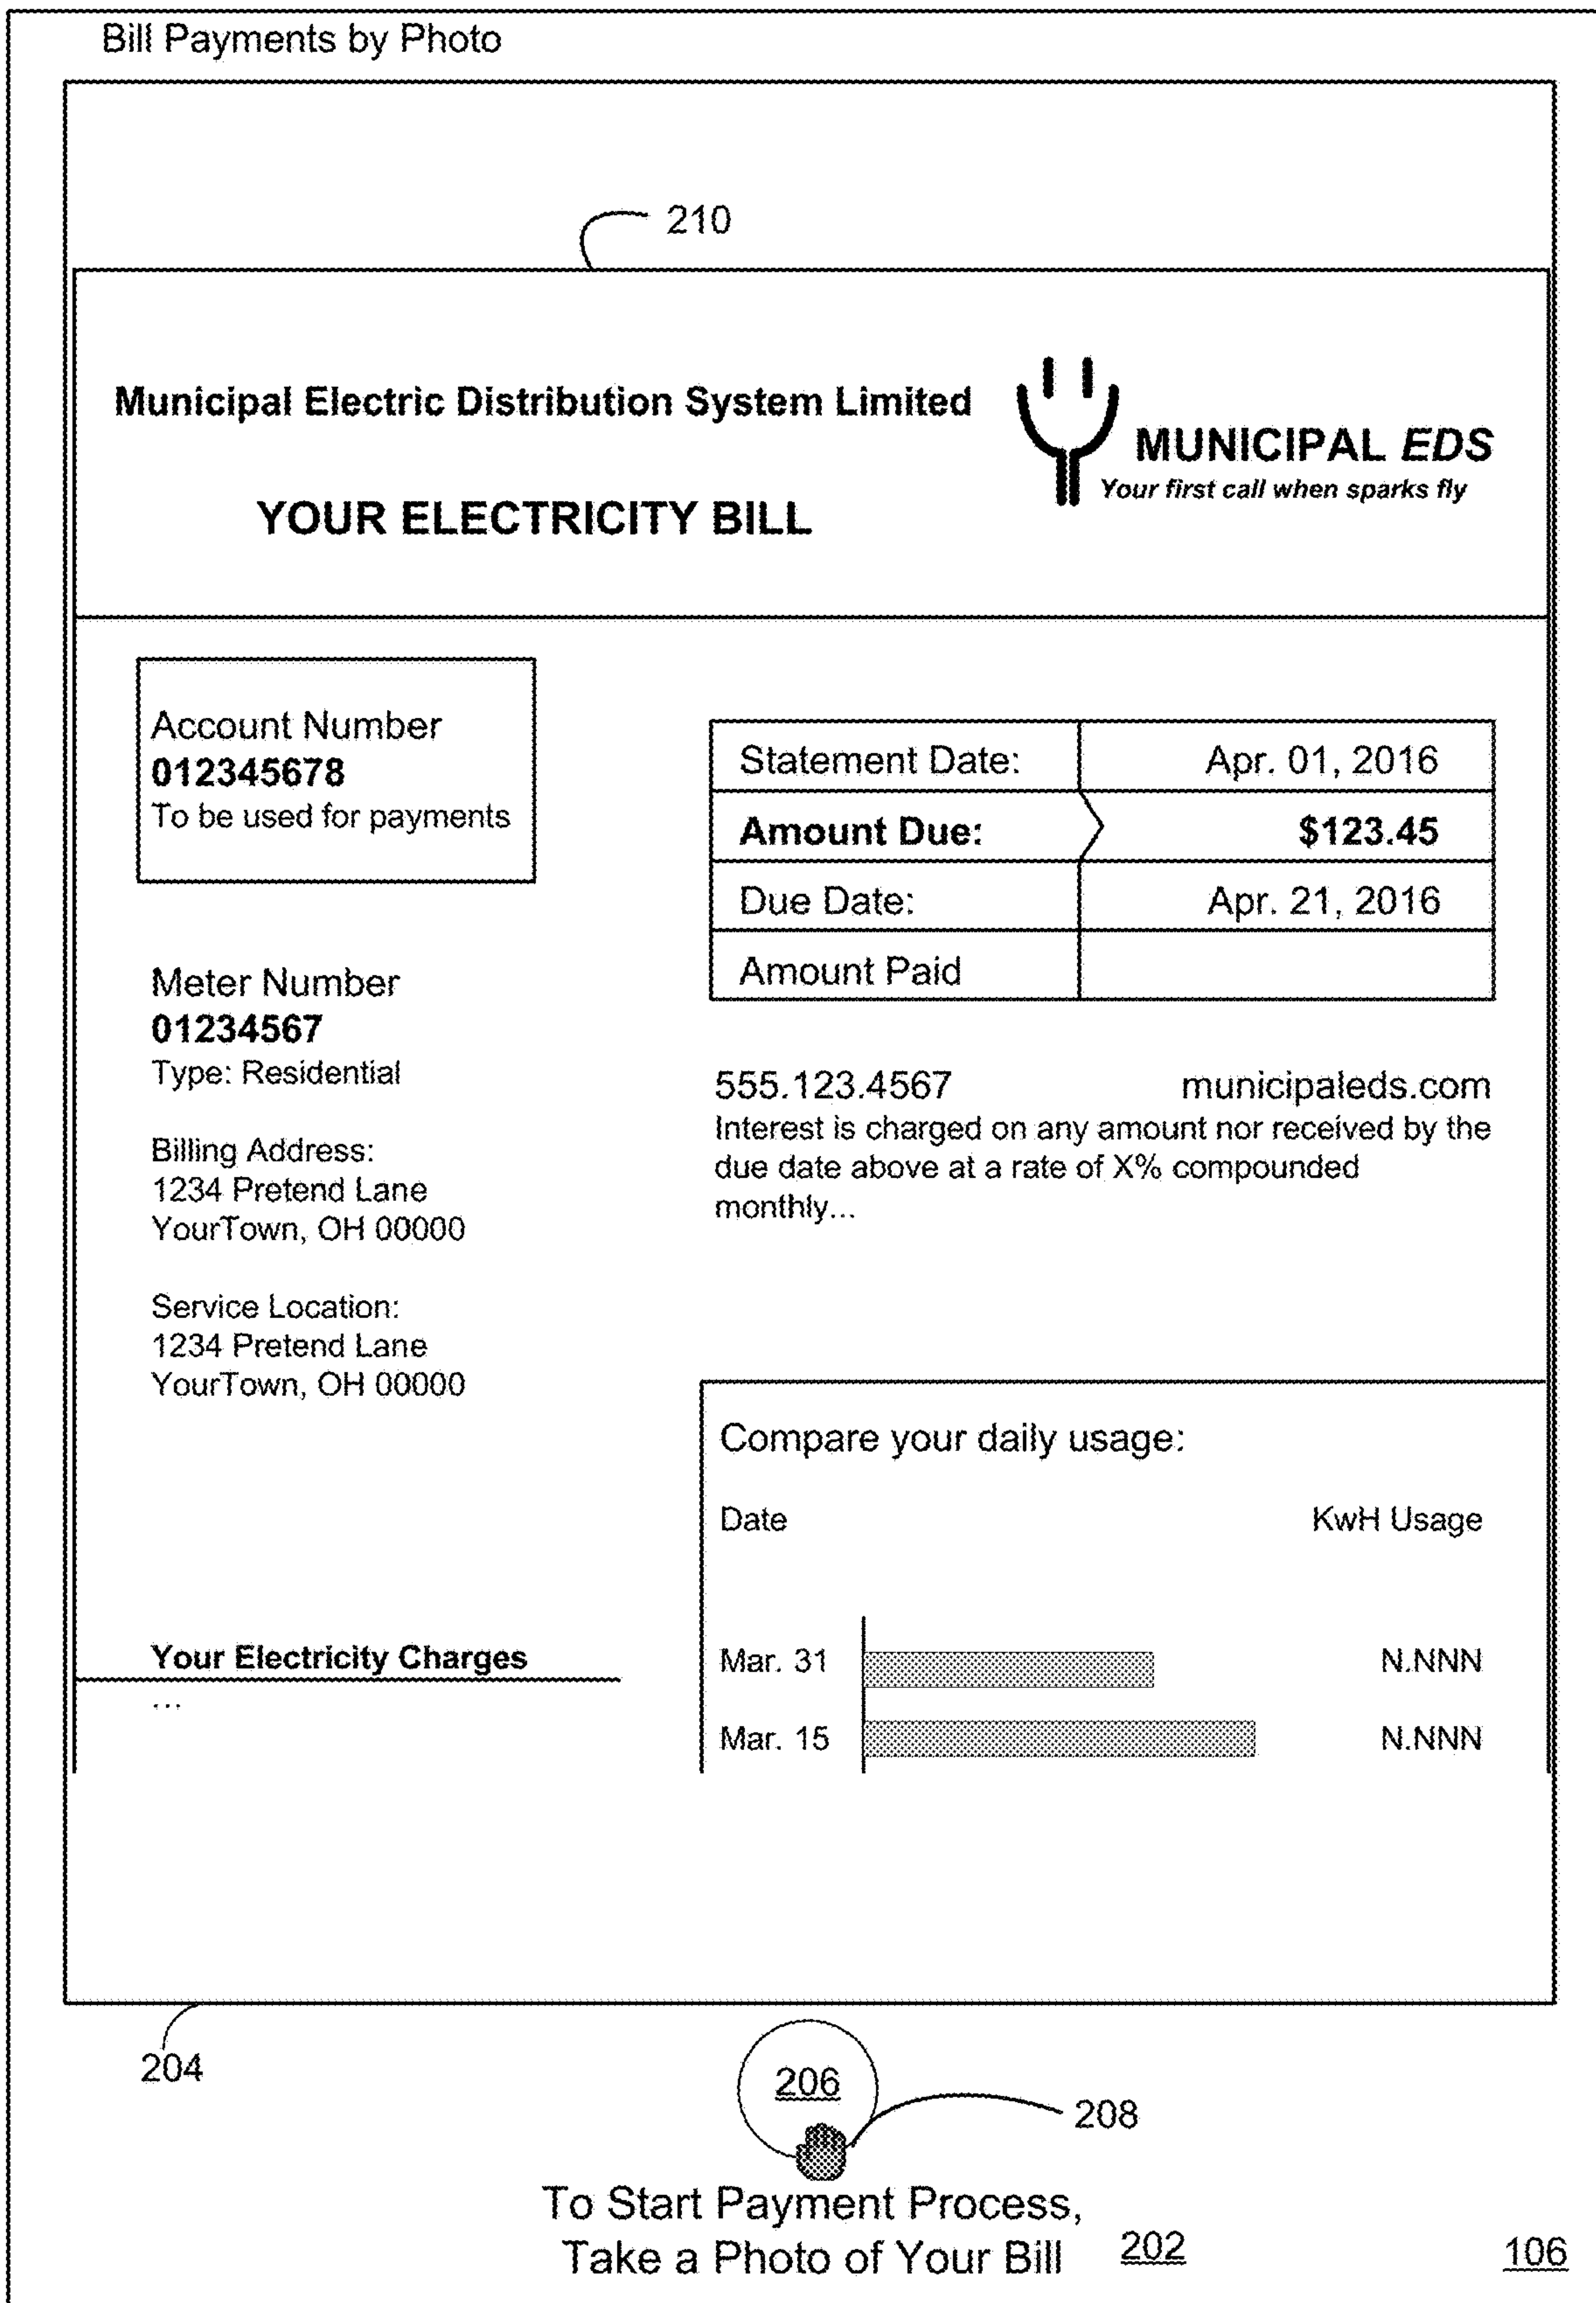 Bill Payments by Photo
210
Municipal Electric Distribution System Limited
MUNICIPAL EDS
Your first call when sparks fly
YOUR ELECTRICITY BILL
Account Number
012345678
To be used for payments
Statement Date: Apr. 01, 2016
Amount Due: $123.45
Due Date: Apr. 21, 2016
Amount Paid
Meter Number
01234567
Type: Residential
Billing Address:
1234 Pretend Lane
YourTown, OH 00000
Service Location:
1234 Pretend Lane
YourTown, OH 00000
555.123.4567 municipaleds.com
Interest is charged on any amount nor received by the
due date above at a rate of X% compounded
monthly...
Your Electricity Charges
...
Compare your daily usage:
Date KwH Usage
Mar. 31 N.NNN
Mar. 15 N.NNN
204
206
208
To Start Payment Process,
Take a Photo of Your Bill
202
106